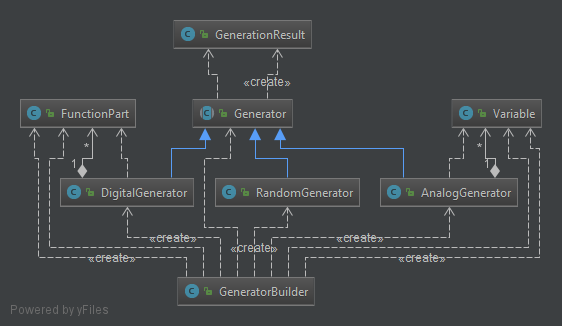 GenerationResult
«create»
FunctionPart
Generator
Variable
1
*
*
1
DigitalGenerator
RandomGenerator
AnalogGenerator
«create»
«create»
«create»
«create»
«create»
GeneratorBuilder
Powered by yFiles